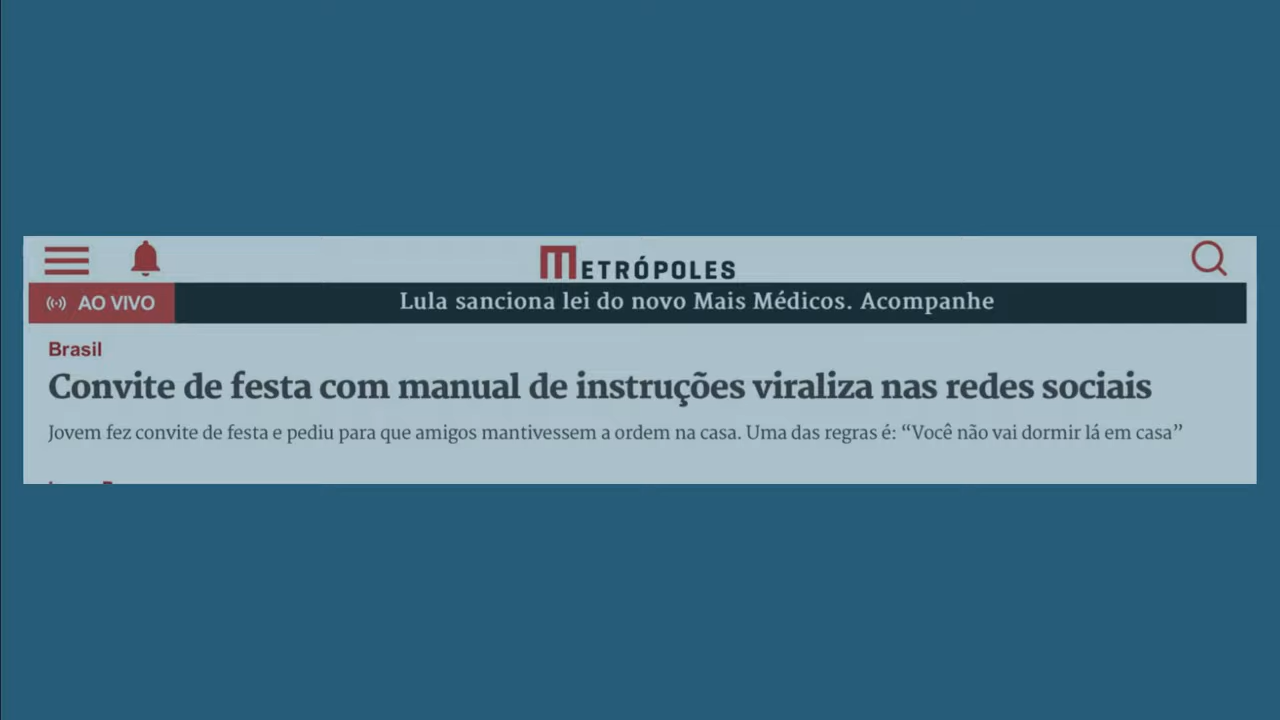 METRÓPOLES
AO VIVO
Lula sanciona lei do novo Mais Médicos. Acompanhe
Brasil
Convite de festa com manual de instruções viraliza nas redes sociais
Jovem fez convite de festa e pediu para que amigos mantivessem a ordem na casa. Uma das regras é: “Você não vai dormir lá em casa”